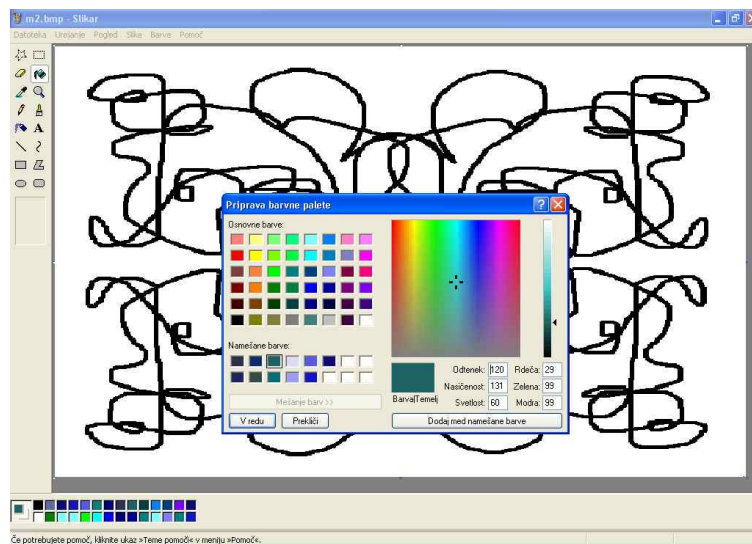 m2.bmp - Slikar
Datoteka Urejanje Pogled Slika Barve Pomoč
A
Priprava barvne palete
Osnovne barve:
Namešane barve:
Mešanje barv >>
V redu Prekliči
Barva|Temelj
Odtenek: 120 Rdeča: 29
Nasičenost: 131 Zelena: 99
Svetlost: 60 Modra: 99
Dodaj med namešane barve
Če potrebujete pomoč, kliknite ukaz »Teme pomoči« v meniju »Pomoč«.